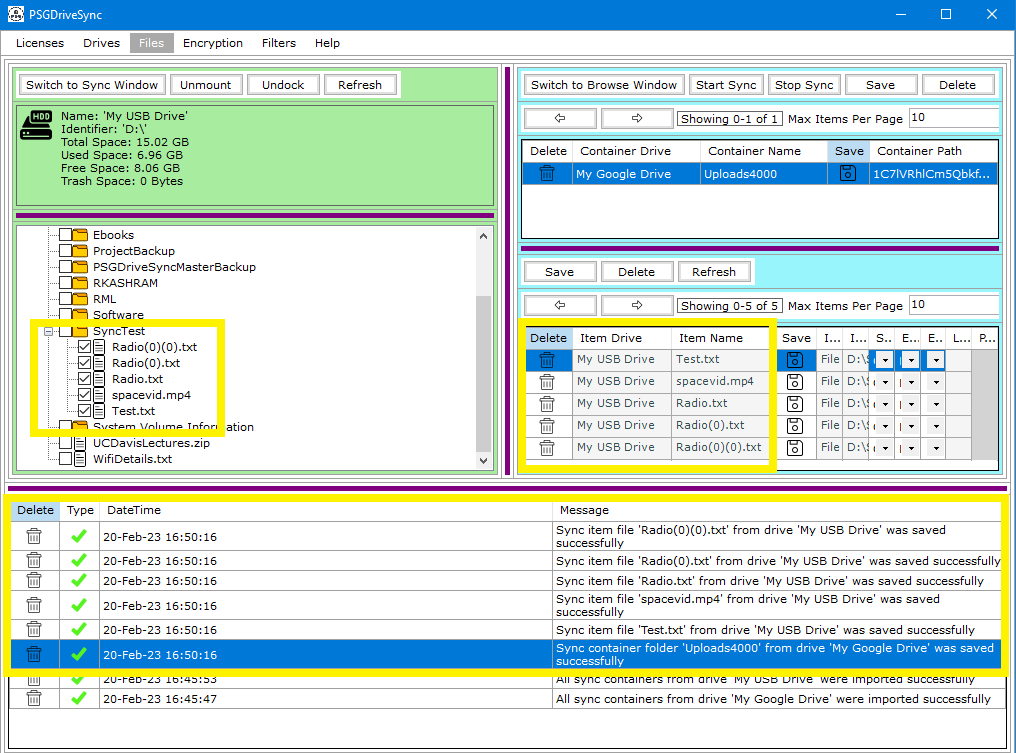 PSGDriveSync
Licenses Drives Files Encryption Filters Help
Switch to Sync Window Unmount Undock Refresh
HDD
Name: 'My USB Drive'
Identifier: 'D:\'
Total Space: 15.02 GB
Used Space: 6.96 GB
Free Space: 8.06 GB
Trash Space: 0 Bytes
Ebooks
ProjectBackup
PSGDriveSyncMasterBackup
RKASHRAM
RML
Software
SyncTest
Radio(0)(0).txt
Radio(0).txt
Radio.txt
spacevid.mp4
Test.txt
System Volume Information
UCDavisLectures.zip
WifiDetails.txt
Switch to Browse Window Start Sync Stop Sync Save Delete
Showing 0-1 of 1 Max Items Per Page 10
Delete Container Drive Container Name Save Container Path
My Google Drive Uploads4000 1C7lVRhlCm5Qbkf...
Save Delete Refresh
Showing 0-5 of 5 Max Items Per Page 10
Delete Item Drive Item Name Save I... I... S... E... E... L... P...
My USB Drive Test.txt File D:\
My USB Drive spacevid.mp4 File D:\
My USB Drive Radio.txt File D:\
My USB Drive Radio(0).txt File D:\
My USB Drive Radio(0)(0).txt File D:\
Delete Type DateTime Message
20-Feb-23 16:50:16 Sync item file 'Radio(0)(0).txt' from drive 'My USB Drive' was saved
successfully
20-Feb-23 16:50:16 Sync item file 'Radio(0).txt' from drive 'My USB Drive' was saved successfully
20-Feb-23 16:50:16 Sync item file 'Radio.txt' from drive 'My USB Drive' was saved successfully
20-Feb-23 16:50:16 Sync item file 'spacevid.mp4' from drive 'My USB Drive' was saved
successfully
20-Feb-23 16:50:16 Sync item file 'Test.txt' from drive 'My USB Drive' was saved successfully
20-Feb-23 16:50:16 Sync container folder 'Uploads4000' from drive 'My Google Drive' was saved
successfully
20-Feb-23 16:45:53 All sync containers from drive 'My USB Drive' were imported successfully
20-Feb-23 16:45:47 All sync containers from drive 'My Google Drive' were imported successfully